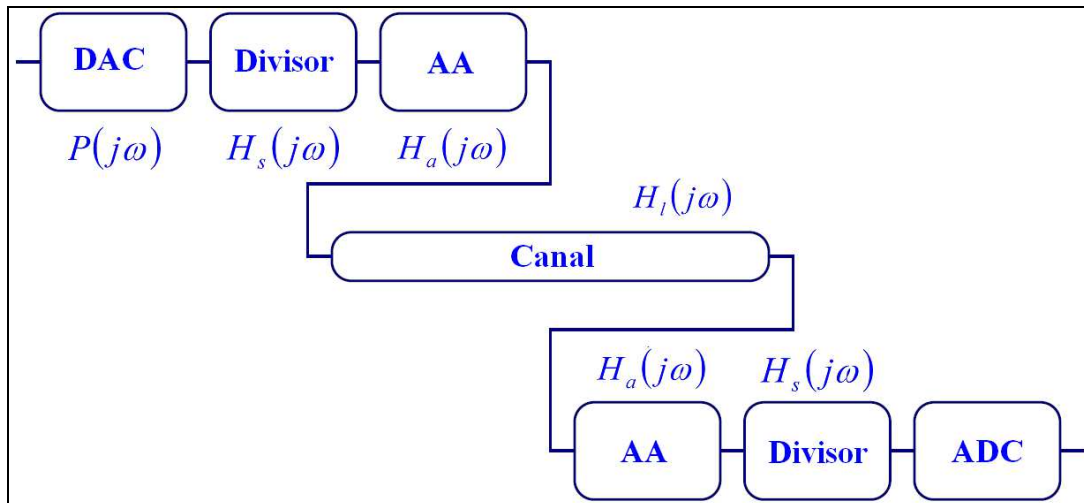 DAC Divisor AA
P(jω) H_s(jω) H_a(jω)
H_l(jω)
Canal
H_a(jω) H_s(jω)
AA Divisor ADC